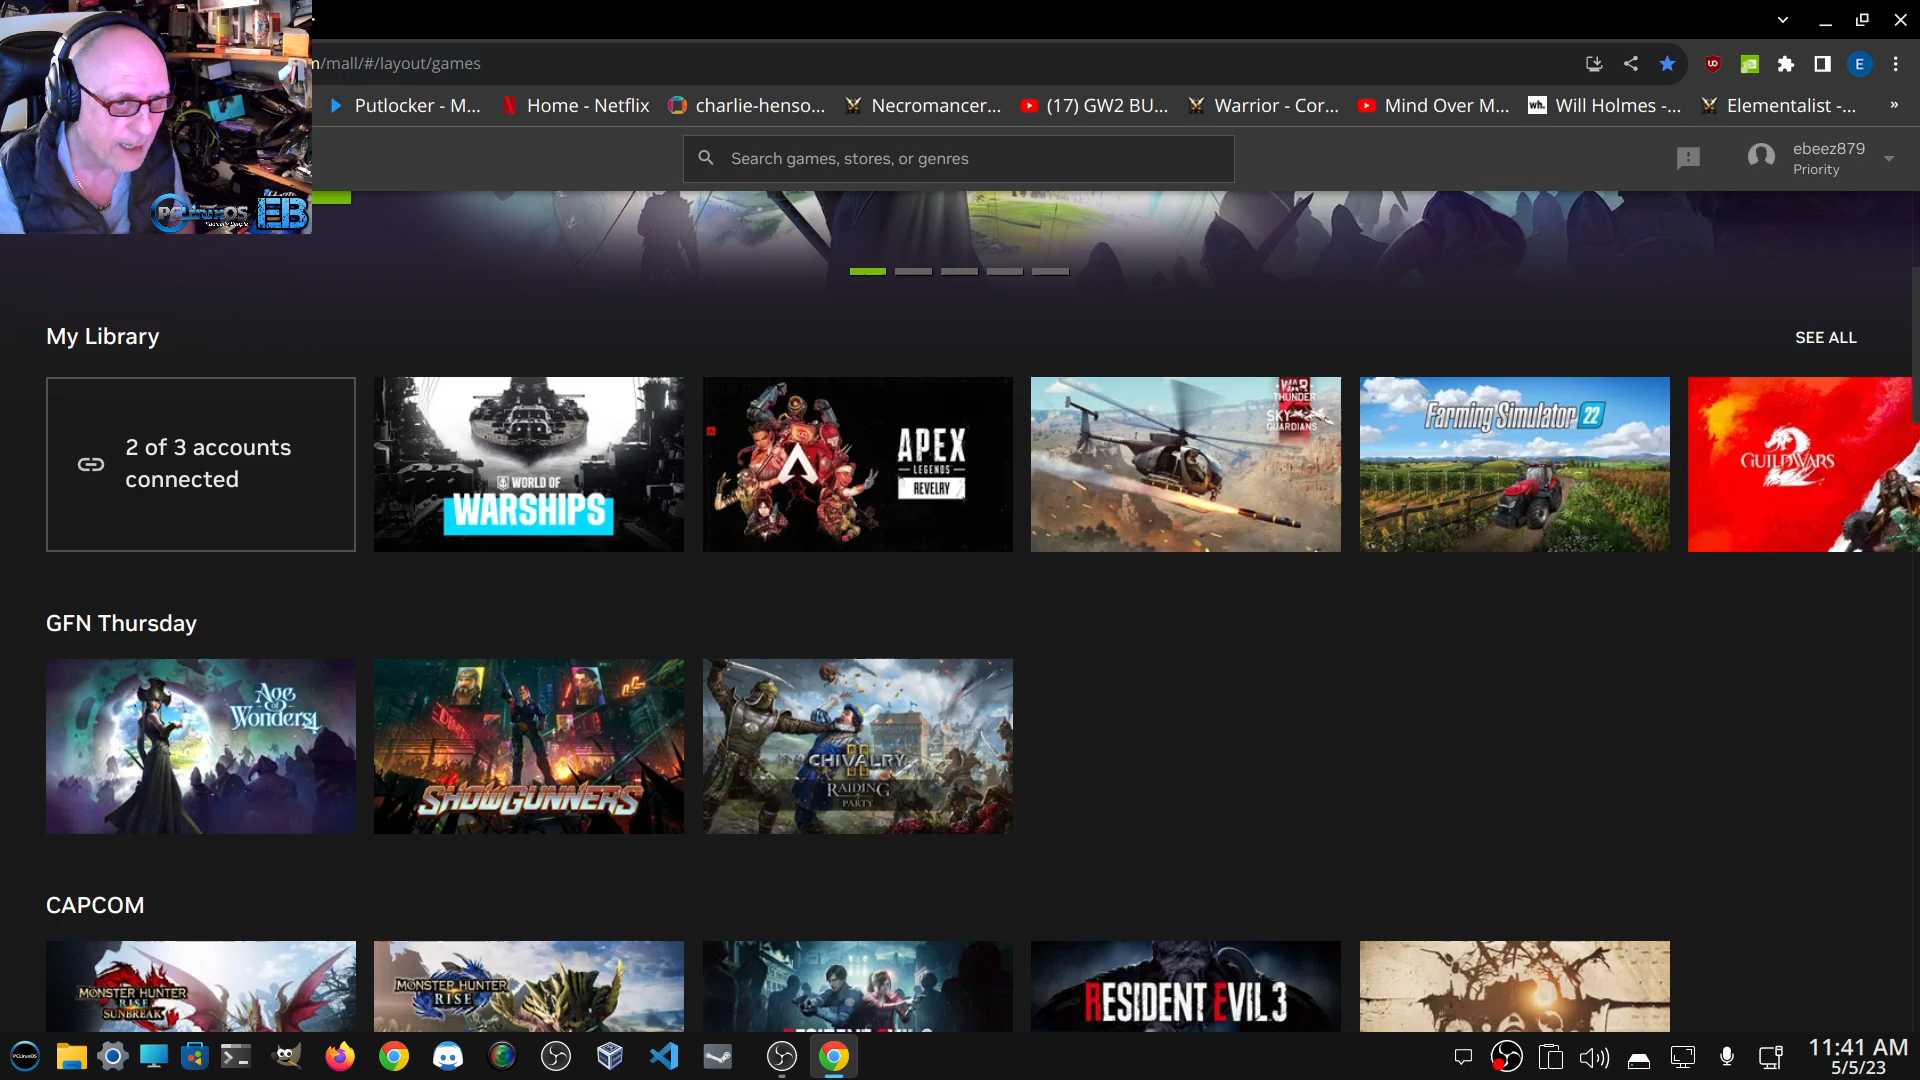 PCLinuxOS EB
m/mall/#/layout/games
E
Putlocker - M... Home - Netflix charlie-henso... Necromancer... (17) GW2 BU... Warrior - Cor... Mind Over M... wh. Will Holmes -... Elementalist -... »
Search games, stores, or genres
ebeez879
Priority
My Library
SEE ALL
2 of 3 accounts
connected
WORLD OF
WARSHIPS
APEX
LEGENDS
REVELRY
WAR
THUNDER
SKY
GUARDIANS
Farming Simulator 22
GUILD WARS
2
GFN Thursday
Age
of
Wonders 4
SHOWGUNNERS
CHIVALRY
II
RAIDING
PARTY
CAPCOM
MONSTER HUNTER
RISE
SUNBREAK
MONSTER HUNTER
RISE
RESIDENT EVIL 3
PCLinuxOS
11:41 AM
5/5/23